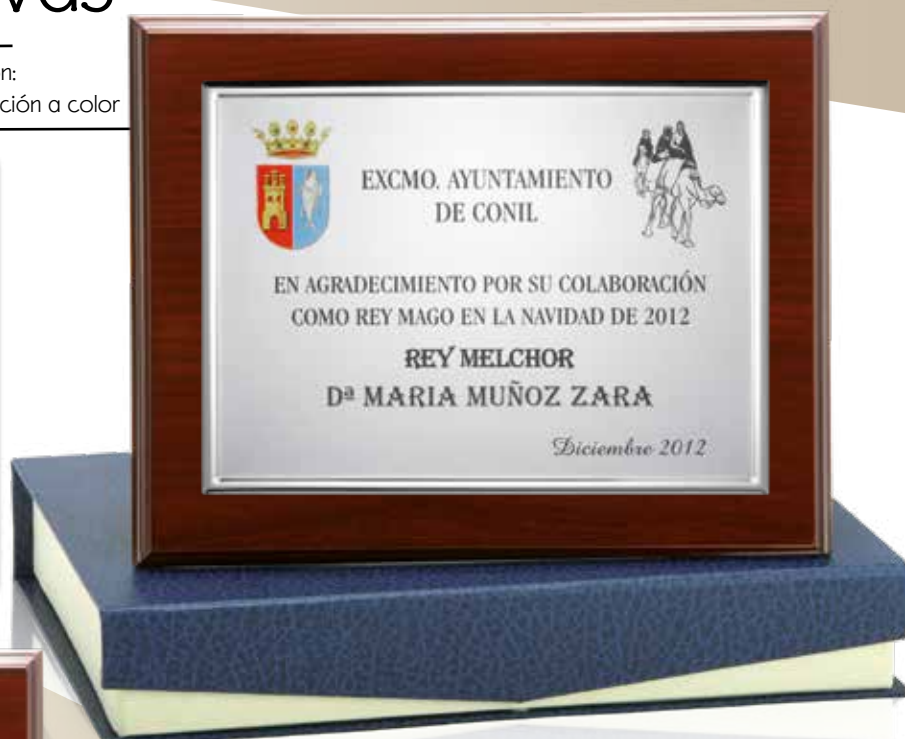 EXCMO. AYUNTAMIENTO
DE CONIL
EN AGRADECIMIENTO POR SU COLABORACIÓN
COMO REY MAGO EN LA NAVIDAD DE 2012
REY MELCHOR
Dª MARIA MUÑOZ ZARA
Diciembre 2012
a color